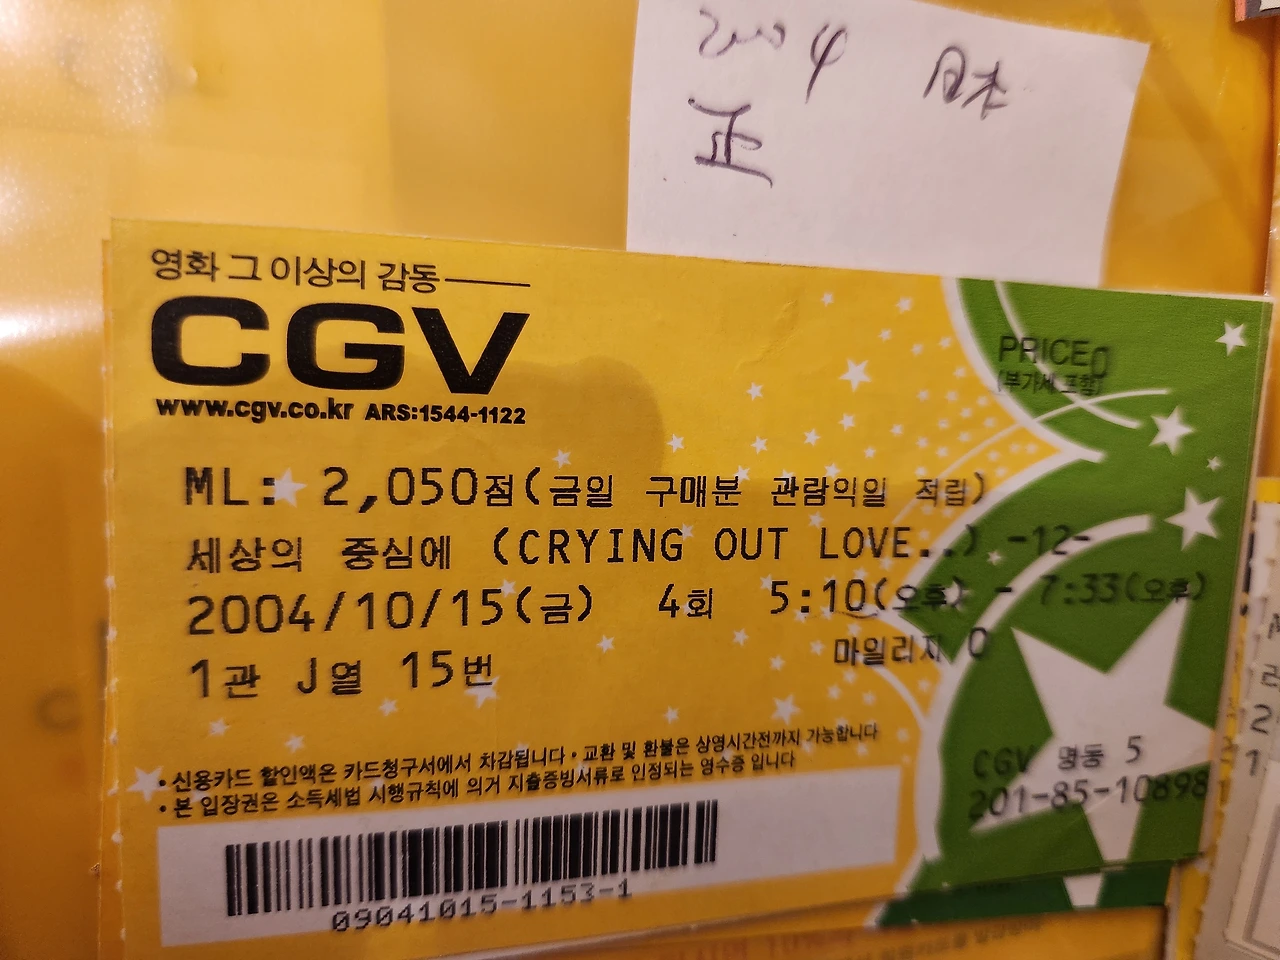 2004 日本
正
영화 그 이상의 감동
CGV
www.cgv.co.kr ARS:1544-1122
PRICE 0
(부가세 포함)
ML: 2,050점(금일 구매분 관람익일 적립)
세상의 중심에 (CRYING OUT LOVE..) -12-
2004/10/15(금) 4회 5:10(오후) - 7:33(오후)
마일리지 0
1관 J열 15번
• 신용카드 할인액은 카드청구서에서 차감됩니다 • 교환 및 환불은 상영시간전까지 가능합니다
• 본 입장권은 소득세법 시행규칙에 의거 지출증빙서류로 인정되는 영수증 입니다
CGV 명동 5
201-85-10898
09041015-1153-1